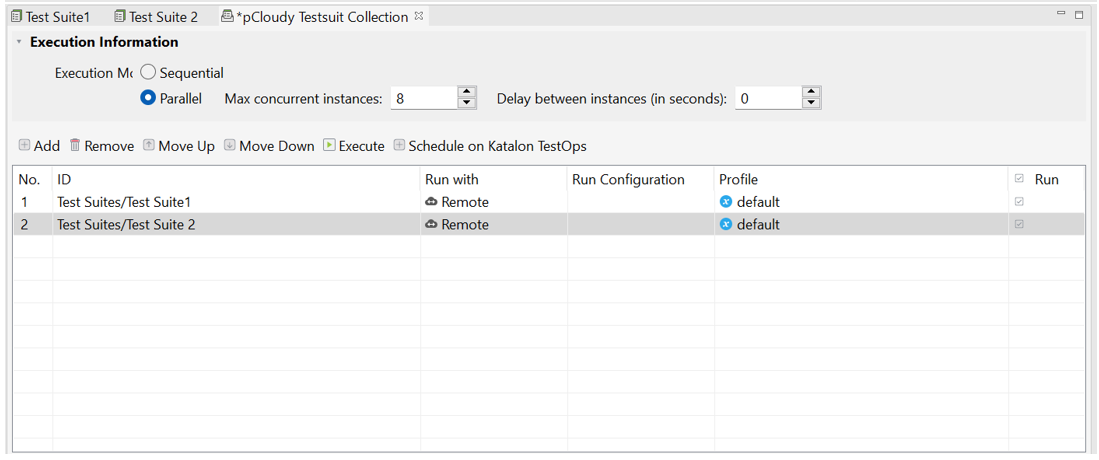 Test Suite1 Test Suite 2 *pCloudy Testsuit Collection
Execution Information
Execution Mo Sequential
Parallel Max concurrent instances: 8 Delay between instances (in seconds): 0
Add Remove Move Up Move Down Execute Schedule on Katalon TestOps
No. ID Run with Run Configuration Profile Run
1 Test Suites/Test Suite1 Remote default
2 Test Suites/Test Suite 2 Remote default